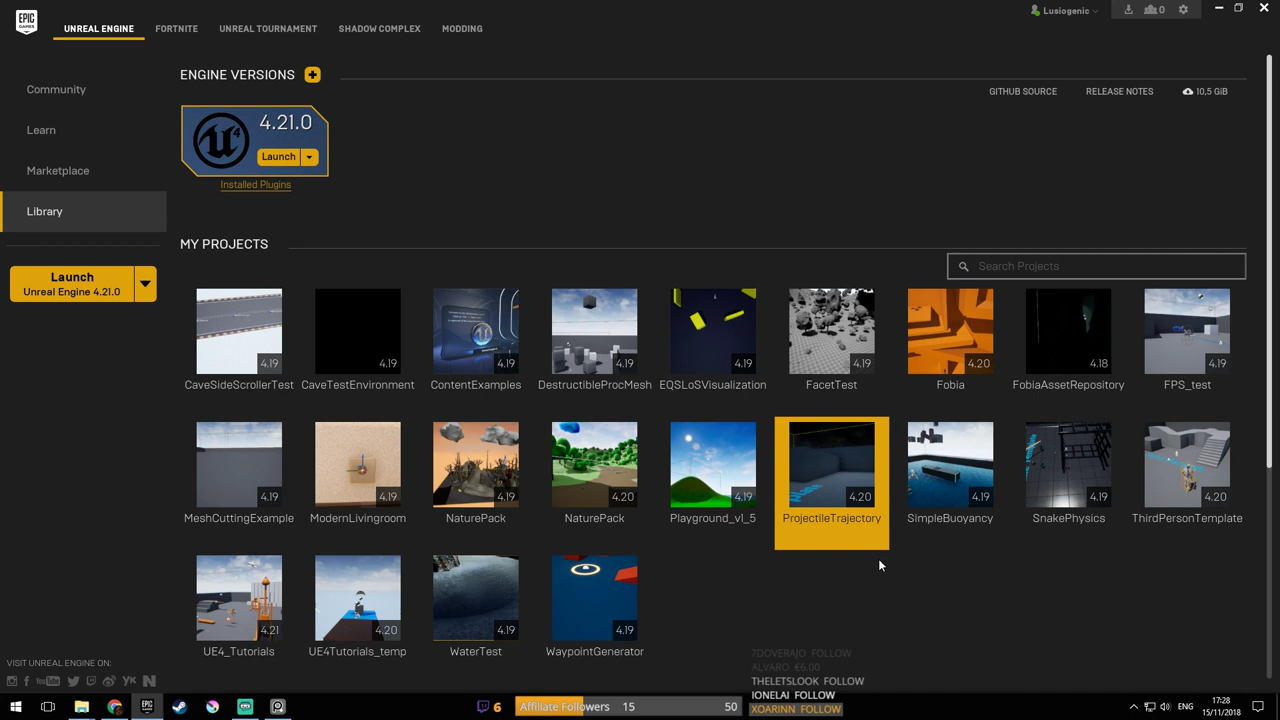 EPIC GAMES
UNREAL ENGINE
FORTNITE
UNREAL TOURNAMENT
SHADOW COMPLEX
MODDING
Lusiogenic
0
Community
Learn
Marketplace
Library
Launch
Unreal Engine 4.21.0
ENGINE VERSIONS
GITHUB SOURCE
RELEASE NOTES
10,5 GiB
4.21.0
Launch
Installed Plugins
MY PROJECTS
Search Projects
4.19 4.19 4.19 4.19 4.19 4.19 4.20 4.18 4.19
CaveSideScrollerTest CaveTestEnvironment ContentExamples DestructibleProcMesh EQSLoSVisualization FacetTest Fobia FobiaAssetRepository FPS_test
4.19 4.19 4.19 4.20 4.19 4.20 4.19 4.19 4.20
MeshCuttingExample ModernLivingroom NaturePack NaturePack Playground_v1_5 ProjectileTrajectory SimpleBuoyancy SnakePhysics ThirdPersonTemplate
4.21 4.20 4.19 4.19
UE4_Tutorials UE4Tutorials_temp WaterTest WaypointGenerator
VISIT UNREAL ENGINE ON:
7DOVERAJO FOLLOW
ALVARO €6.00
THELETSLOOK FOLLOW
IONELAI FOLLOW
XOARINN FOLLOW
6
Affiliate Followers 15 50
ENG
17:28
15/11/2018